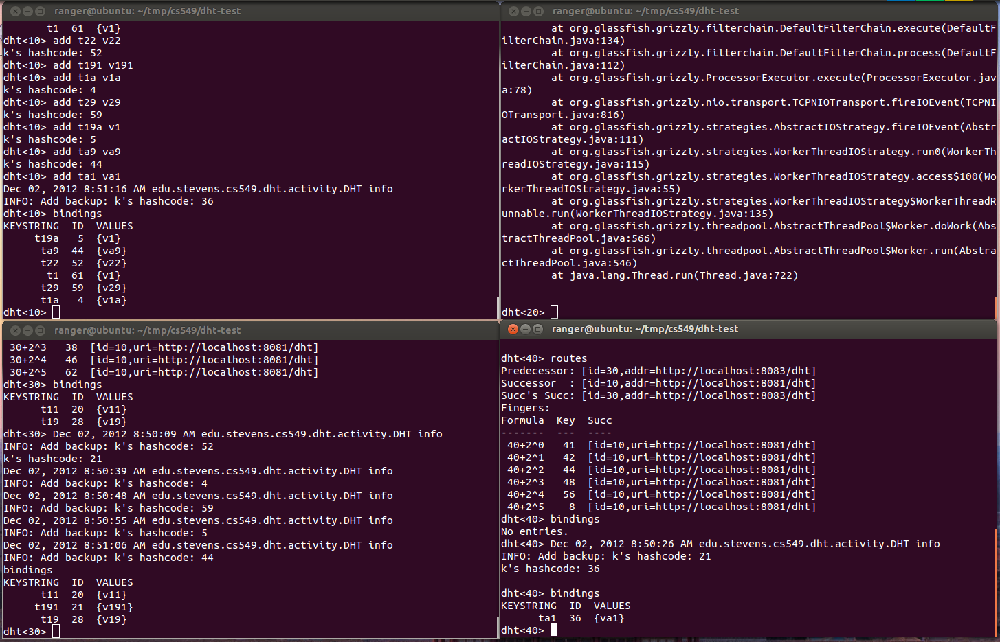 ranger@ubuntu: ~/tmp/cs549/dht-test
t1  61  {v1}
dht<10> add t22 v22
k's hashcode: 52
dht<10> add t191 v191
dht<10> add t1a v1a
k's hashcode: 4
dht<10> add t29 v29
k's hashcode: 59
dht<10> add t19a v1
k's hashcode: 5
dht<10> add ta9 va9
k's hashcode: 44
dht<10> add ta1 va1
Dec 02, 2012 8:51:16 AM edu.stevens.cs549.dht.activity.DHT info
INFO: Add backup: k's hashcode: 36
dht<10> bindings
KEYSTRING  ID  VALUES
t19a   5  {v1}
ta9  44  {va9}
t22  52  {v22}
t1  61  {v1}
t29  59  {v29}
t1a   4  {v1a}
dht<10>
ranger@ubuntu: ~/tmp/cs549/dht-test
at org.glassfish.grizzly.filterchain.DefaultFilterChain.execute(DefaultF
ilterChain.java:134)
at org.glassfish.grizzly.filterchain.DefaultFilterChain.process(DefaultF
ilterChain.java:112)
at org.glassfish.grizzly.ProcessorExecutor.execute(ProcessorExecutor.jav
a:78)
at org.glassfish.grizzly.nio.transport.TCPNIOTransport.fireIOEvent(TCPNI
OTransport.java:816)
at org.glassfish.grizzly.strategies.AbstractIOStrategy.fireIOEvent(Abstr
actIOStrategy.java:111)
at org.glassfish.grizzly.strategies.WorkerThreadIOStrategy.run0(WorkerTh
readIOStrategy.java:115)
at org.glassfish.grizzly.strategies.WorkerThreadIOStrategy.access$100(Wo
rkerThreadIOStrategy.java:55)
at org.glassfish.grizzly.strategies.WorkerThreadIOStrategy$WorkerThreadR
unnable.run(WorkerThreadIOStrategy.java:135)
at org.glassfish.grizzly.threadpool.AbstractThreadPool$Worker.doWork(Abs
tractThreadPool.java:566)
at org.glassfish.grizzly.threadpool.AbstractThreadPool$Worker.run(Abstra
ctThreadPool.java:546)
at java.lang.Thread.run(Thread.java:722)
dht<20>
ranger@ubuntu: ~/tmp/cs549/dht-test
30+2^3   38  [id=10,uri=http://localhost:8081/dht]
30+2^4   46  [id=10,uri=http://localhost:8081/dht]
30+2^5   62  [id=10,uri=http://localhost:8081/dht]
dht<30> bindings
KEYSTRING  ID  VALUES
t11  20  {v11}
t19  28  {v19}
dht<30> Dec 02, 2012 8:50:09 AM edu.stevens.cs549.dht.activity.DHT info
INFO: Add backup: k's hashcode: 52
k's hashcode: 21
Dec 02, 2012 8:50:39 AM edu.stevens.cs549.dht.activity.DHT info
INFO: Add backup: k's hashcode: 4
Dec 02, 2012 8:50:48 AM edu.stevens.cs549.dht.activity.DHT info
INFO: Add backup: k's hashcode: 59
Dec 02, 2012 8:50:55 AM edu.stevens.cs549.dht.activity.DHT info
INFO: Add backup: k's hashcode: 5
Dec 02, 2012 8:51:06 AM edu.stevens.cs549.dht.activity.DHT info
INFO: Add backup: k's hashcode: 44
bindings
KEYSTRING  ID  VALUES
t11  20  {v11}
t191  21  {v191}
t19  28  {v19}
dht<30>
ranger@ubuntu: ~/tmp/cs549/dht-test
dht<40> routes
Predecessor: [id=30,addr=http://localhost:8083/dht]
Successor  : [id=10,addr=http://localhost:8081/dht]
Succ's Succ: [id=30,addr=http://localhost:8083/dht]
Fingers:
Formula  Key  Succ
-------  ---  ----
40+2^0   41  [id=10,uri=http://localhost:8081/dht]
40+2^1   42  [id=10,uri=http://localhost:8081/dht]
40+2^2   44  [id=10,uri=http://localhost:8081/dht]
40+2^3   48  [id=10,uri=http://localhost:8081/dht]
40+2^4   56  [id=10,uri=http://localhost:8081/dht]
40+2^5    8  [id=10,uri=http://localhost:8081/dht]
dht<40> bindings
No entries.
dht<40> Dec 02, 2012 8:50:26 AM edu.stevens.cs549.dht.activity.DHT info
INFO: Add backup: k's hashcode: 21
k's hashcode: 36
dht<40> bindings
KEYSTRING  ID  VALUES
ta1  36  {va1}
dht<40>